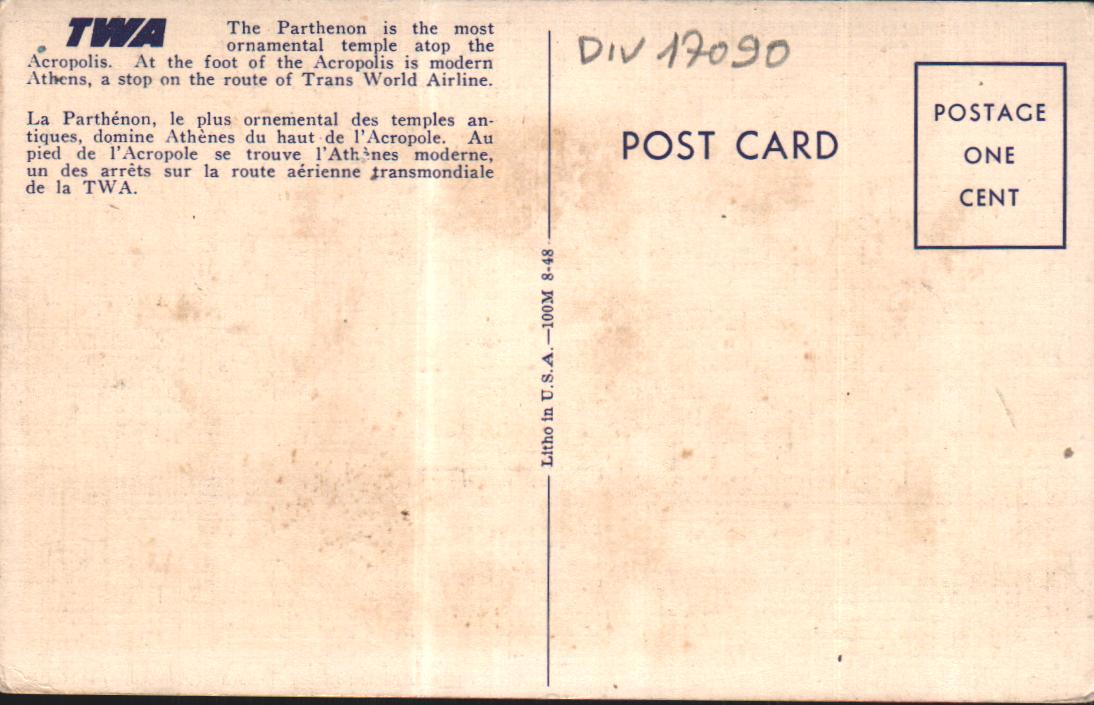 TWA
The Parthenon is the most
ornamental temple atop the
Acropolis. At the foot of the Acropolis is modern
Athens, a stop on the route of Trans World Airline.
La Parthénon, le plus ornemental des temples an-
tiques, domine Athènes du haut de l'Acropole. Au
pied de l'Acropole se trouve l'Athènes moderne,
un des arrêts sur la route aérienne transmondiale
de la TWA.
Litho in U.S.A.—100M 8-48
DIV 17090
POST CARD
POSTAGE
ONE
CENT